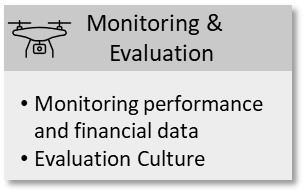 Monitoring &
Evaluation
• Monitoring performance
and financial data
• Evaluation Culture